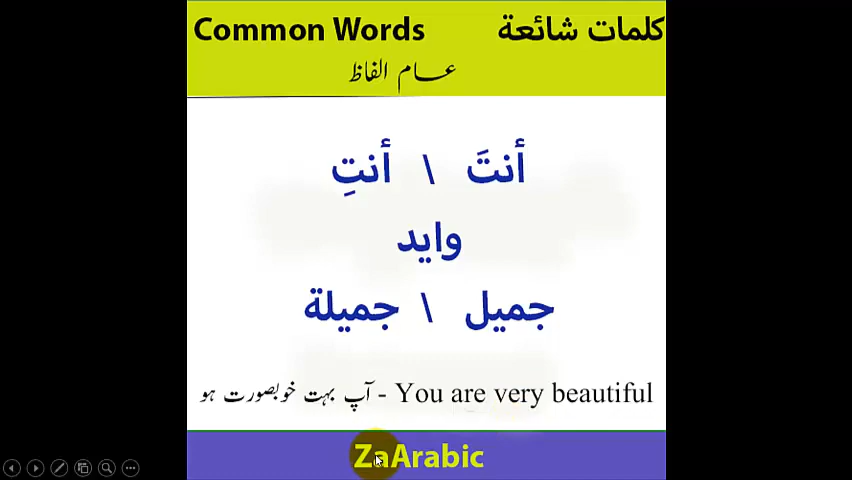 Common Words كلمات شائعة
عام الفاظ
أنتَ \ أنتِ
وايد
جميل \ جميلة
You are very beautiful - آپ بہت خوبصورت ہو
ZaArabic